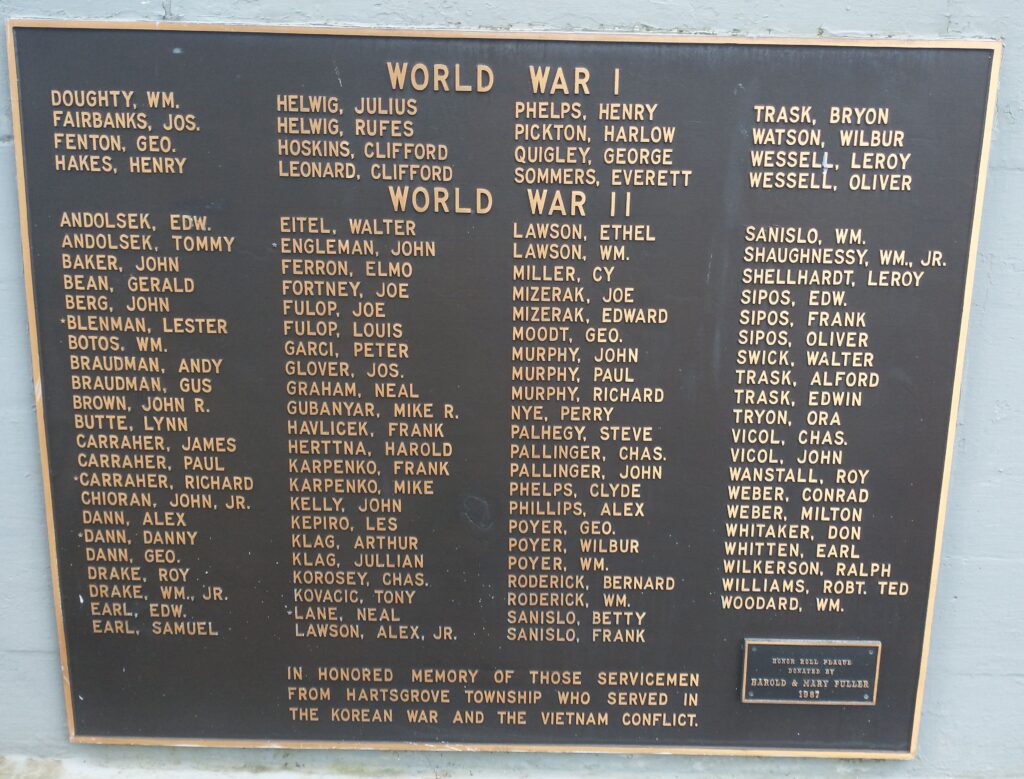 WORLD WAR I
DOUGHTY, WM.
FAIRBANKS, JOS.
FENTON, GEO.
HAKES, HENRY
HELWIG, JULIUS
HELWIG, RUFES
HOSKINS, CLIFFORD
LEONARD, CLIFFORD
PHELPS, HENRY
PICKTON, HARLOW
QUIGLEY, GEORGE
SOMMERS, EVERETT
TRASK, BRYON
WATSON, WILBUR
WESSELL, LEROY
WESSELL, OLIVER
WORLD WAR II
ANDOLSEK, EDW.
ANDOLSEK, TOMMY
BAKER, JOHN
BEAN, GERALD
BERG, JOHN
*BLENMAN, LESTER
BOTOS. WM.
BRAUDMAN, ANDY
BRAUDMAN, GUS
BROWN, JOHN R.
BUTTE, LYNN
CARRAHER, JAMES
CARRAHER, PAUL
*CARRAHER, RICHARD
CHIORAN, JOHN, JR.
DANN, ALEX
*DANN, DANNY
DANN, GEO.
DRAKE, ROY
DRAKE, WM., JR.
EARL, EDW.
EARL, SAMUEL
EITEL, WALTER
*ENGLEMAN, JOHN
FERRON, ELMO
FORTNEY, JOE
FULOP, JOE
FULOP, LOUIS
GARCI, PETER
GLOVER, JOS.
GRAHAM, NEAL
GUBANYAR, MIKE R.
HAVLICEK, FRANK
HERTTNA, HAROLD
KARPENKO, FRANK
KARPENKO, MIKE
KELLY, JOHN
KEPIRO, LES
KLAG, ARTHUR
KLAG, JULLIAN
KOROSEY, CHAS.
KOVACIC, TONY
*LANE, NEAL
LAWSON, ALEX, JR.
LAWSON, ETHEL
LAWSON, WM.
MILLER, CY
MIZERAK, JOE
MIZERAK, EDWARD
MOODT, GEO.
MURPHY, JOHN
MURPHY, PAUL
MURPHY, RICHARD
NYE, PERRY
PALHEGY, STEVE
PALLINGER, CHAS.
PALLINGER, JOHN
PHELPS, CLYDE
PHILLIPS, ALEX
POYER, GEO.
POYER, WILBUR
POYER, WM.
RODERICK, BERNARD
RODERICK, WM.
SANISLO, BETTY
SANISLO, FRANK
SANISLO, WM.
SHAUGHNESSY, WM., JR.
SHELLHARDT, LEROY
SIPOS, EDW.
SIPOS, FRANK
SIPOS, OLIVER
SWICK, WALTER
TRASK, ALFORD
TRASK, EDWIN
TRYON, ORA
VICOL, CHAS.
VICOL, JOHN
WANSTALL, ROY
WEBER, CONRAD
WEBER, MILTON
WHITAKER, DON
WHITTEN, EARL
WILKERSON, RALPH
WILLIAMS, ROBT. TED
WOODARD, WM.
IN HONORED MEMORY OF THOSE SERVICEMEN
FROM HARTSGROVE TOWNSHIP WHO SERVED IN
THE KOREAN WAR AND THE VIETNAM CONFLICT.
HONOR ROLL PLAQUE
DONATED BY
HAROLD & MARY FULLER
1987